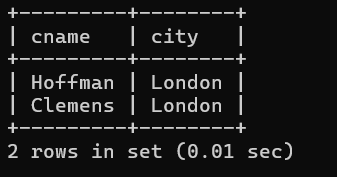 +---------+--------+
| cname   | city   |
+---------+--------+
| Hoffman | London |
| Clemens | London |
+---------+--------+
2 rows in set (0.01 sec)